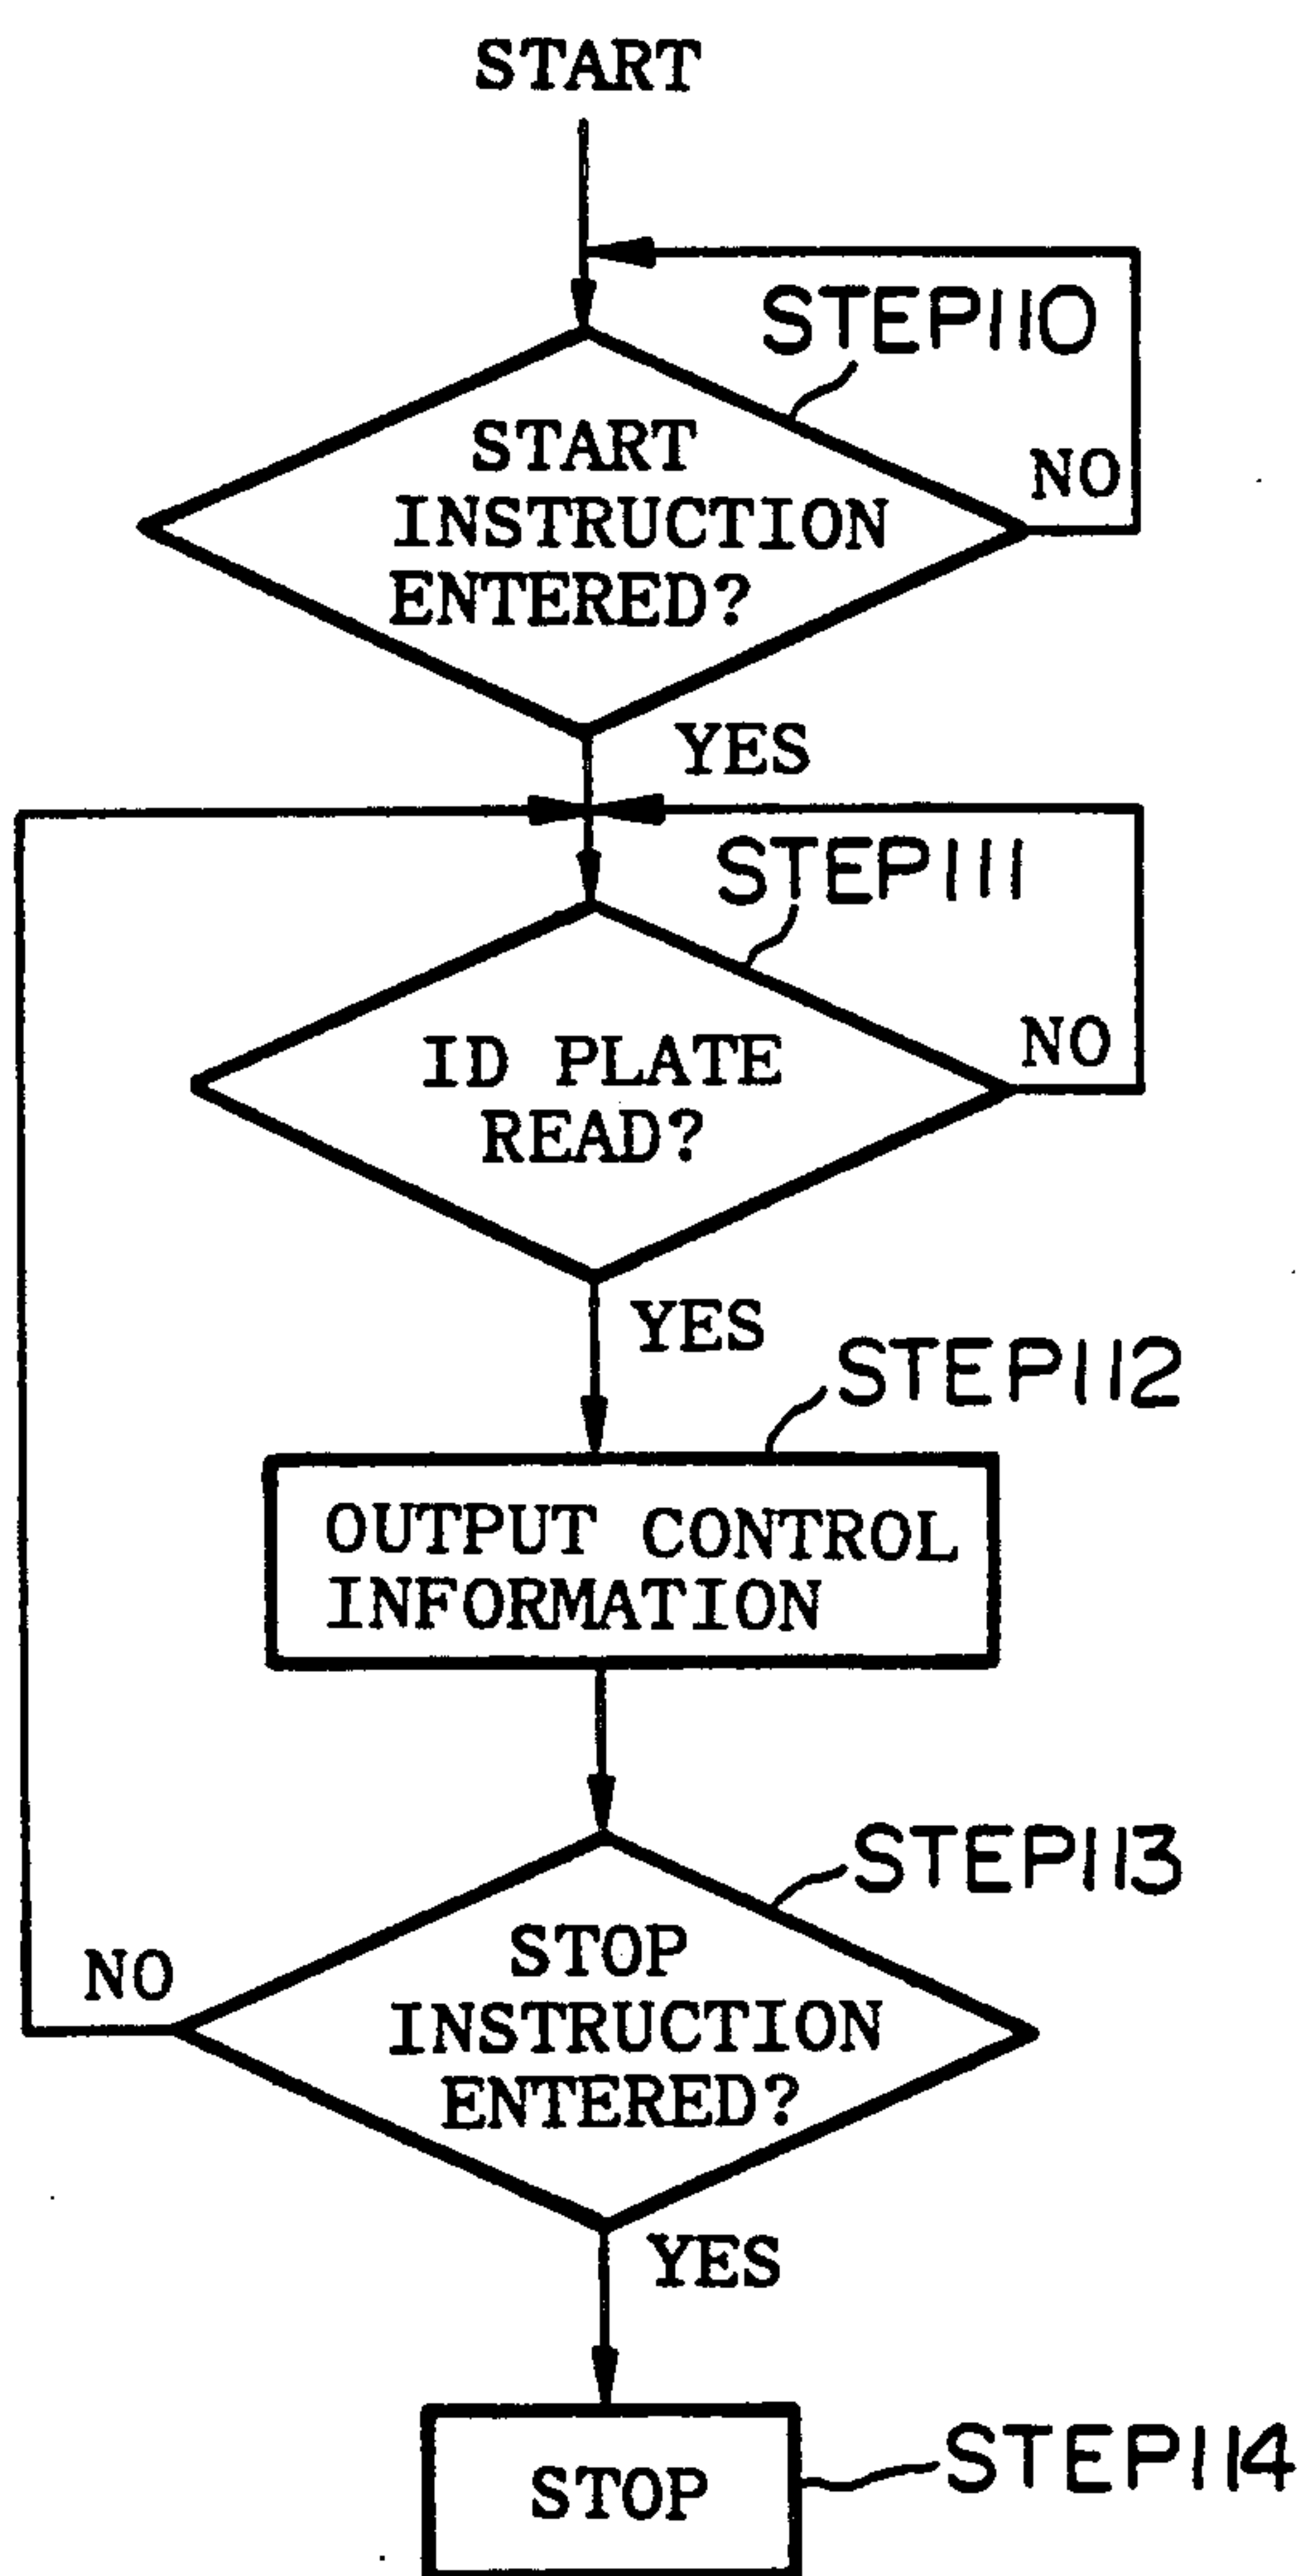 START
STEP110
START
INSTRUCTION
ENTERED?
NO
YES
STEP111
ID PLATE
READ?
NO
YES
STEP112
OUTPUT CONTROL
INFORMATION
STEP113
STOP
INSTRUCTION
ENTERED?
NO
YES
STOP
STEP114